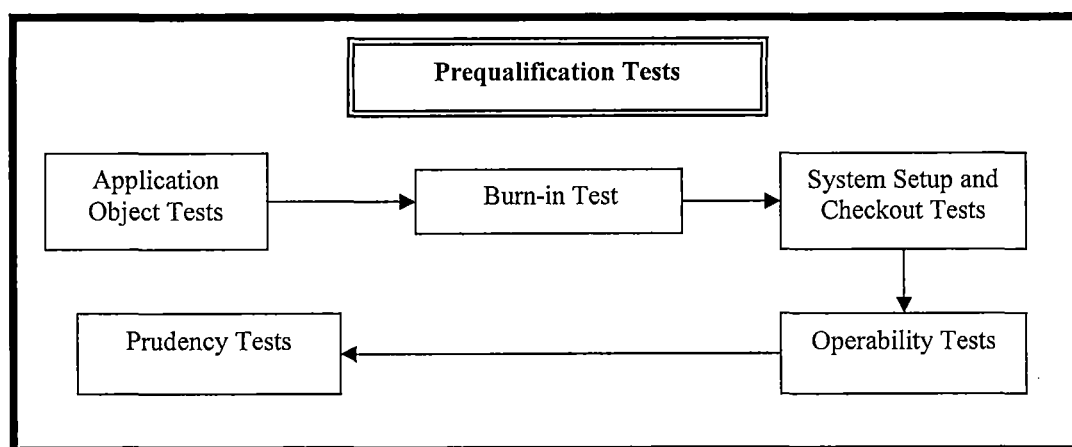 Prequalification Tests
Application
Object Tests
Burn-in Test
System Setup and
Checkout Tests
Operability Tests
Prudency Tests